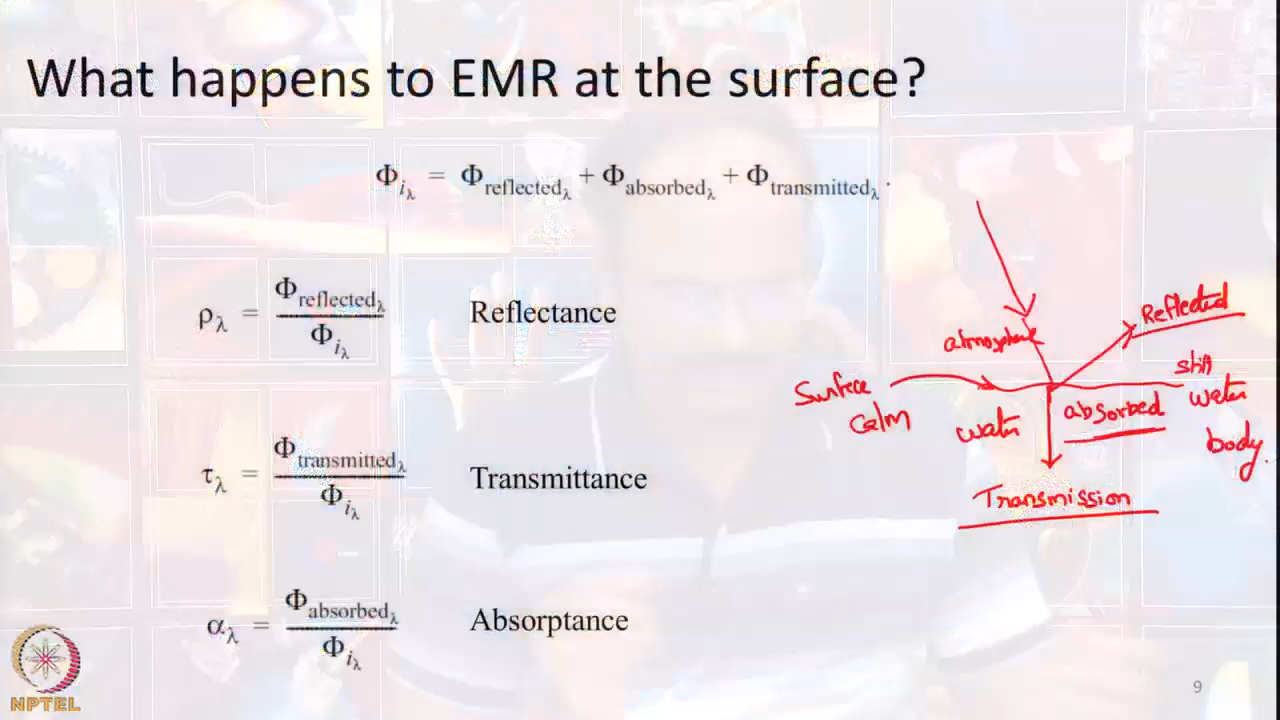 What happens to EMR at the surface?
Φiλ = Φreflectedλ + Φabsorbedλ + Φtransmittedλ.
ρλ = Φreflectedλ / Φiλ Reflectance
τλ = Φtransmittedλ / Φiλ Transmittance
αλ = Φabsorbedλ / Φiλ Absorptance
Reflected
atmosphere
still
water
body.
Surface
calm
water
absorbed
Transmission
NPTEL
9